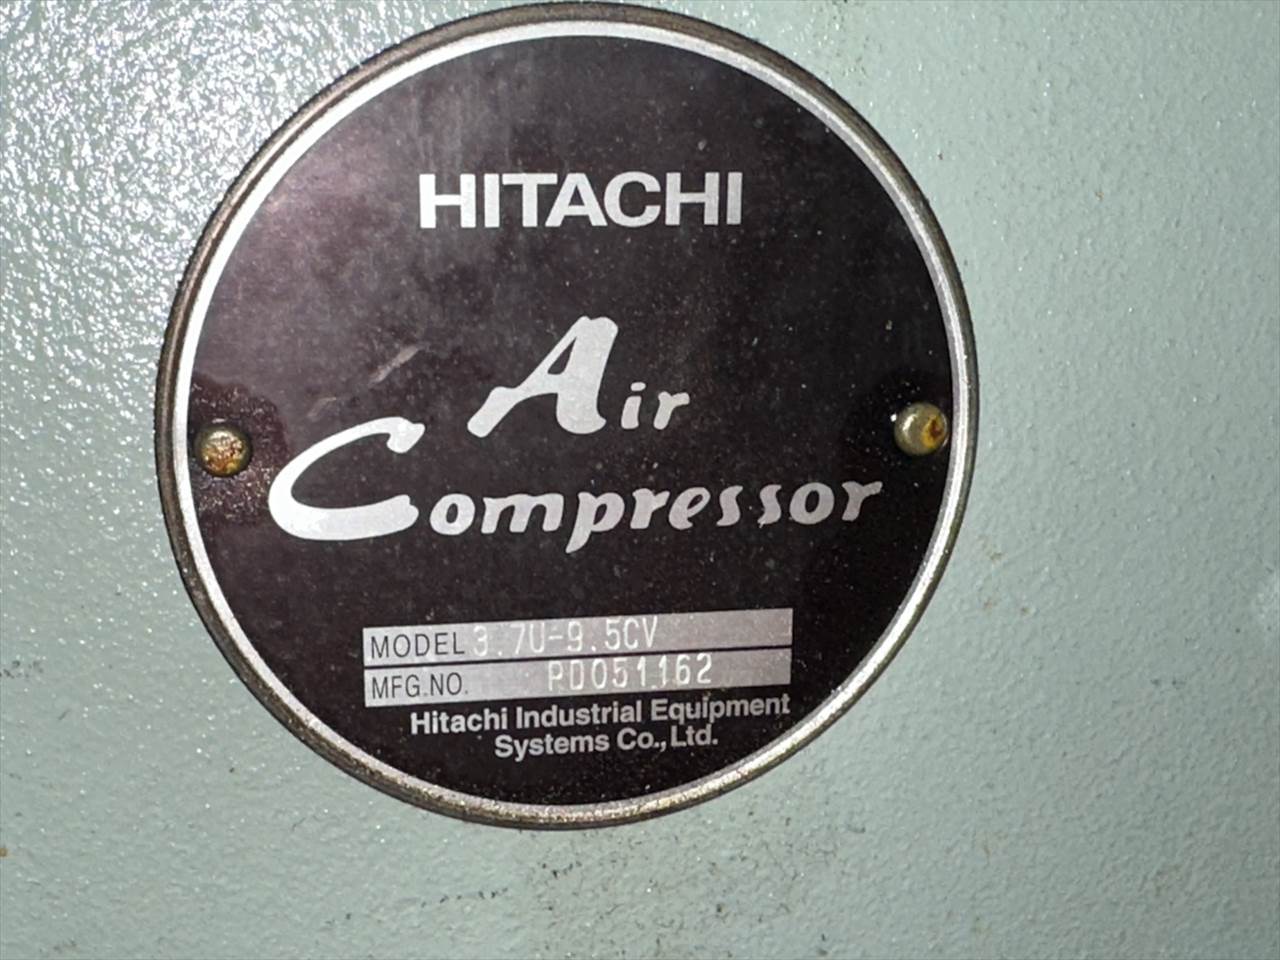 HITACHI
Air
Compressor
MODEL 3.7U-9.5CV
MFG.NO. PD051162
Hitachi Industrial Equipment
Systems Co., Ltd.